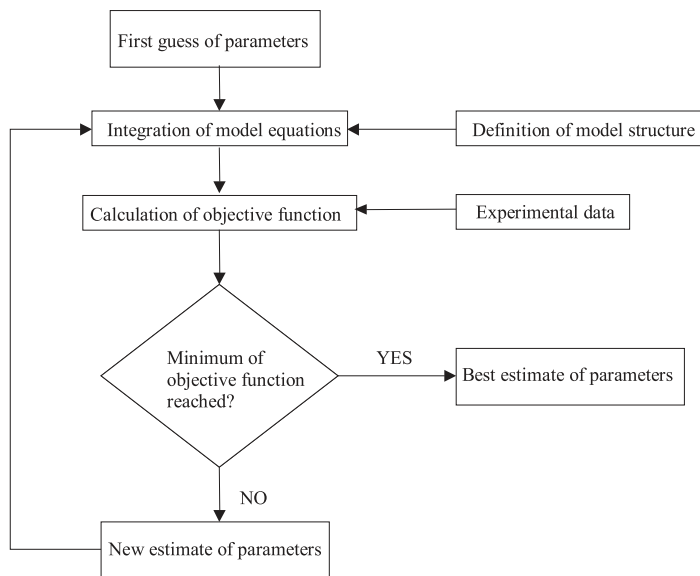 First guess of parameters
Integration of model equations
Definition of model structure
Calculation of objective function
Experimental data
Minimum of
objective function
reached?
YES
Best estimate of parameters
NO
New estimate of parameters